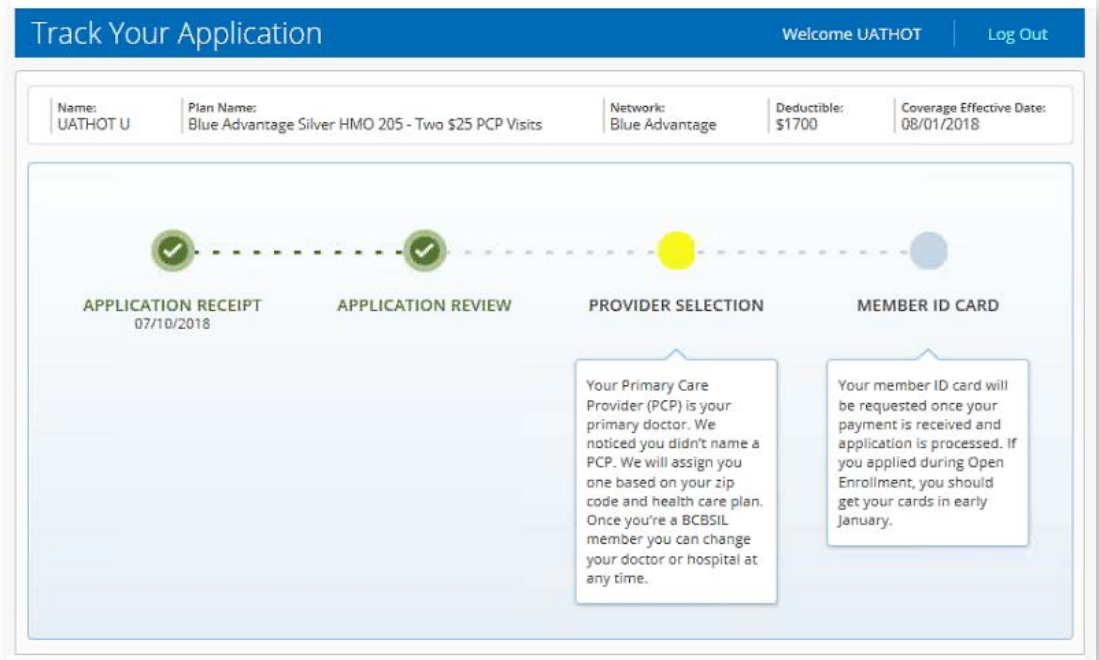 Track Your Application
Welcome UATHOT
Log Out
Name:
UATHOT U
Plan Name:
Blue Advantage Silver HMO 205 - Two $25 PCP Visits
Network:
Blue Advantage
Deductible:
$1700
Coverage Effective Date:
08/01/2018
APPLICATION RECEIPT
07/10/2018
APPLICATION REVIEW
PROVIDER SELECTION
MEMBER ID CARD
Your Primary Care
Provider (PCP) is your
primary doctor. We
noticed you didn't name a
PCP. We will assign you
one based on your zip
code and health care plan.
Once you're a BCBSIL
member you can change
your doctor or hospital at
any time.
Your member ID card will
be requested once your
payment is received and
application is processed. If
you applied during Open
Enrollment, you should
get your cards in early
January.